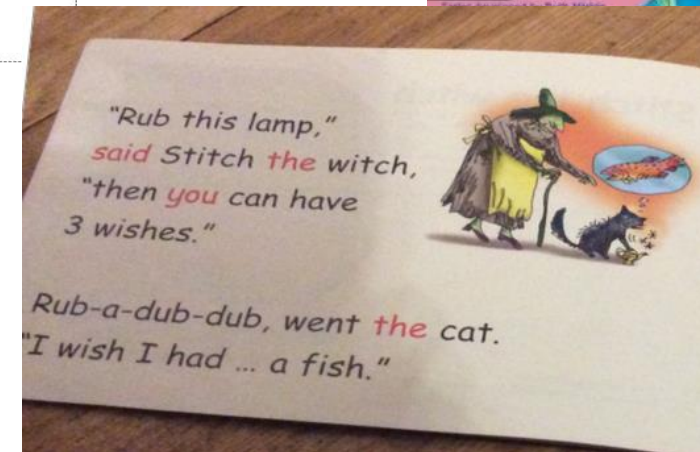 "Rub this lamp,"
said Stitch the witch,
"then you can have
3 wishes."
Rub-a-dub-dub, went the cat.
"I wish I had ... a fish."